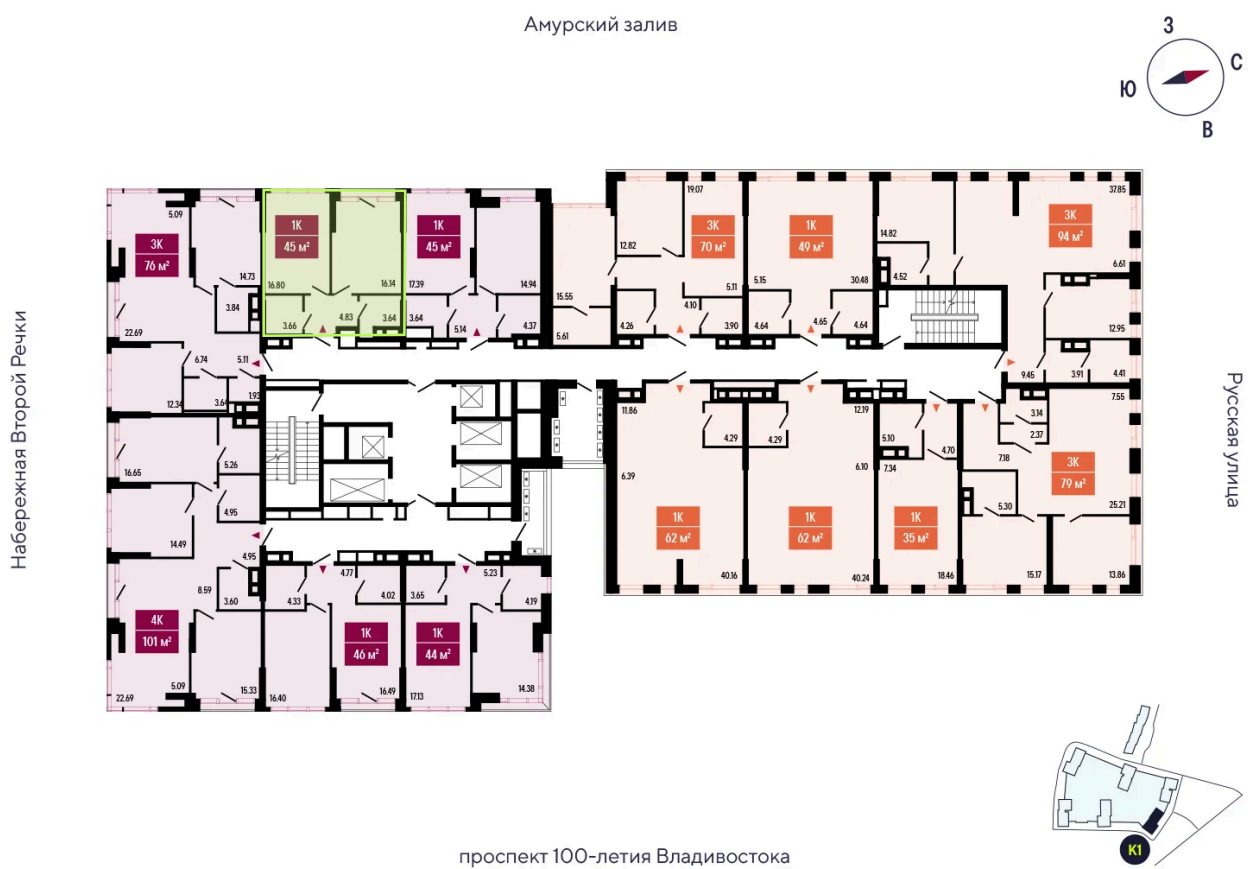 Амурский залив
З
С
Ю
В
Набережная Второй Речки
Русская улица
5.09
3К
76 м²
14.73
3.84
22.69
6.74
5.11
12.34
3.64
1.93
1К
45 м²
16.80
16.14
3.66
4.83
3.64
1К
45 м²
17.39
14.94
3.64
5.14
4.37
15.55
5.61
19.07
12.82
3К
70 м²
5.11
4.10
4.26
3.90
1К
49 м²
5.15
30.48
4.64
4.65
4.64
37.85
14.82
4.52
3К
94 м²
6.61
12.95
9.45
3.91
4.41
16.65
5.26
4.95
14.49
4.95
8.59
3.60
4К
101 м²
22.69
5.09
15.33
4.77
4.33
4.02
1К
46 м²
16.40
16.49
5.23
3.65
4.19
1К
44 м²
17.13
14.38
11.86
4.29
6.39
1К
62 м²
40.16
12.19
4.29
6.10
1К
62 м²
40.24
5.10
4.70
7.34
1К
35 м²
18.46
7.55
3.14
2.37
7.18
3К
79 м²
5.30
25.21
15.17
13.86
К1
проспект 100-летия Владивостока